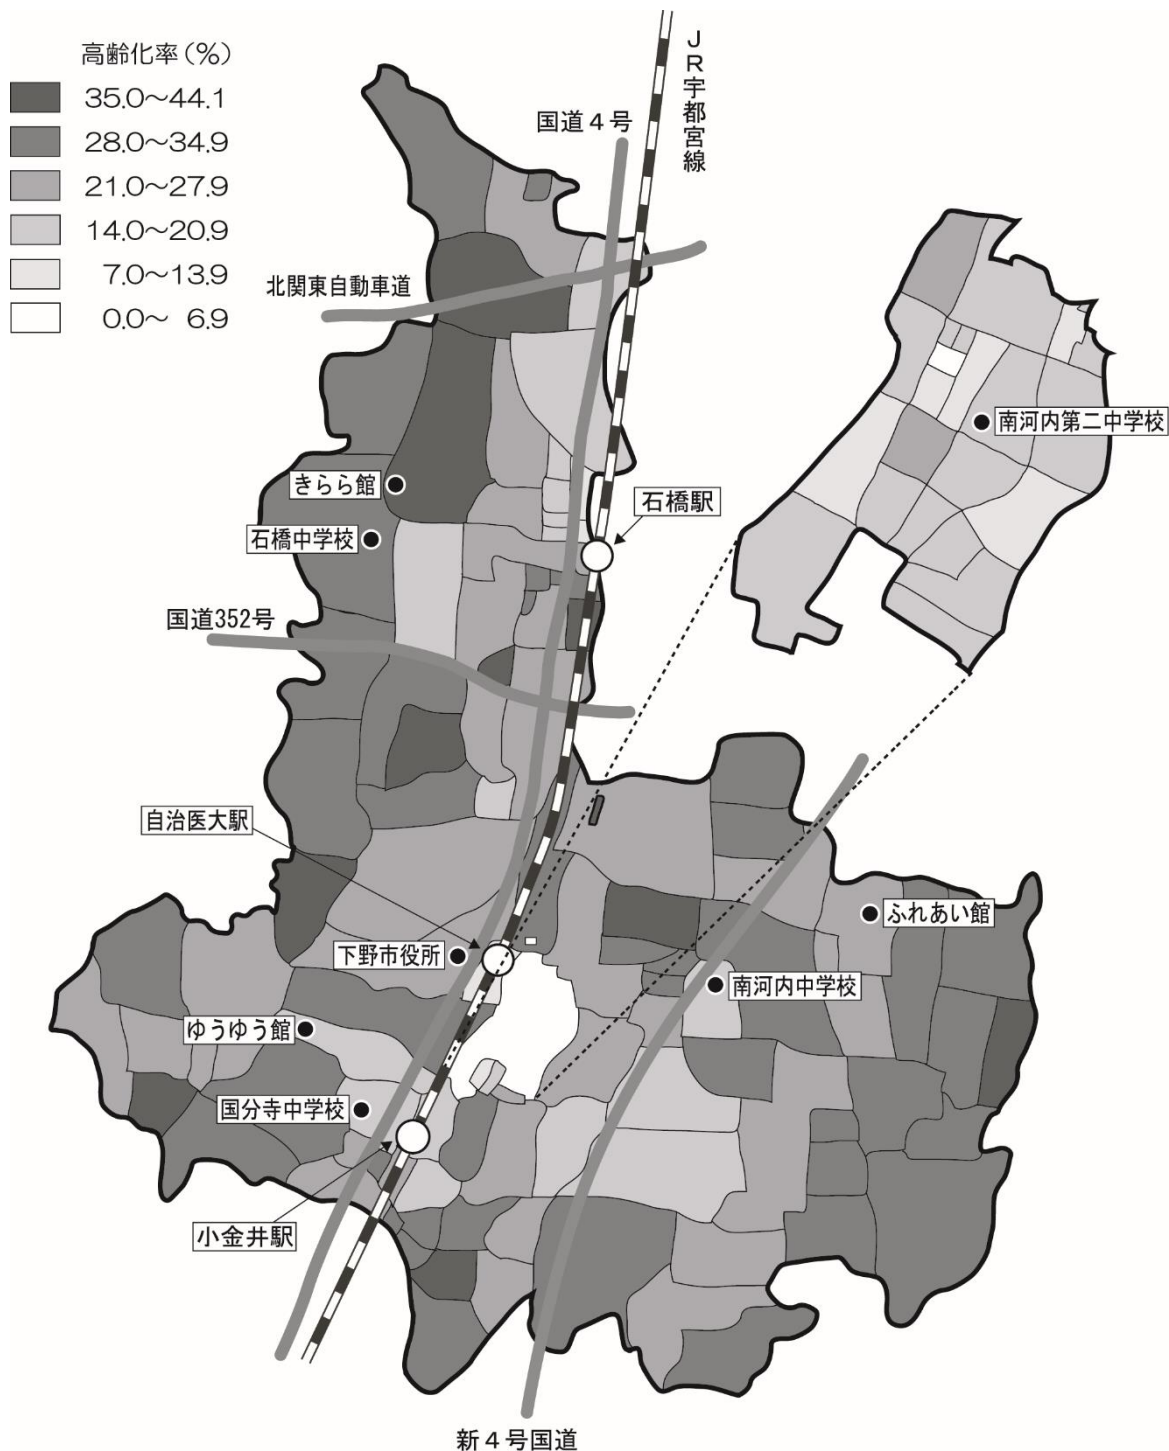 高齢化率(%)
35.0～44.1
28.0～34.9
21.0～27.9
14.0～20.9
7.0～13.9
0.0～ 6.9
JR宇都宮線
国道4号
北関東自動車道
南河内第二中学校
きらら館
石橋駅
石橋中学校
国道352号
自治医大駅
ふれあい館
下野市役所
南河内中学校
ゆうゆう館
国分寺中学校
小金井駅
新4号国道